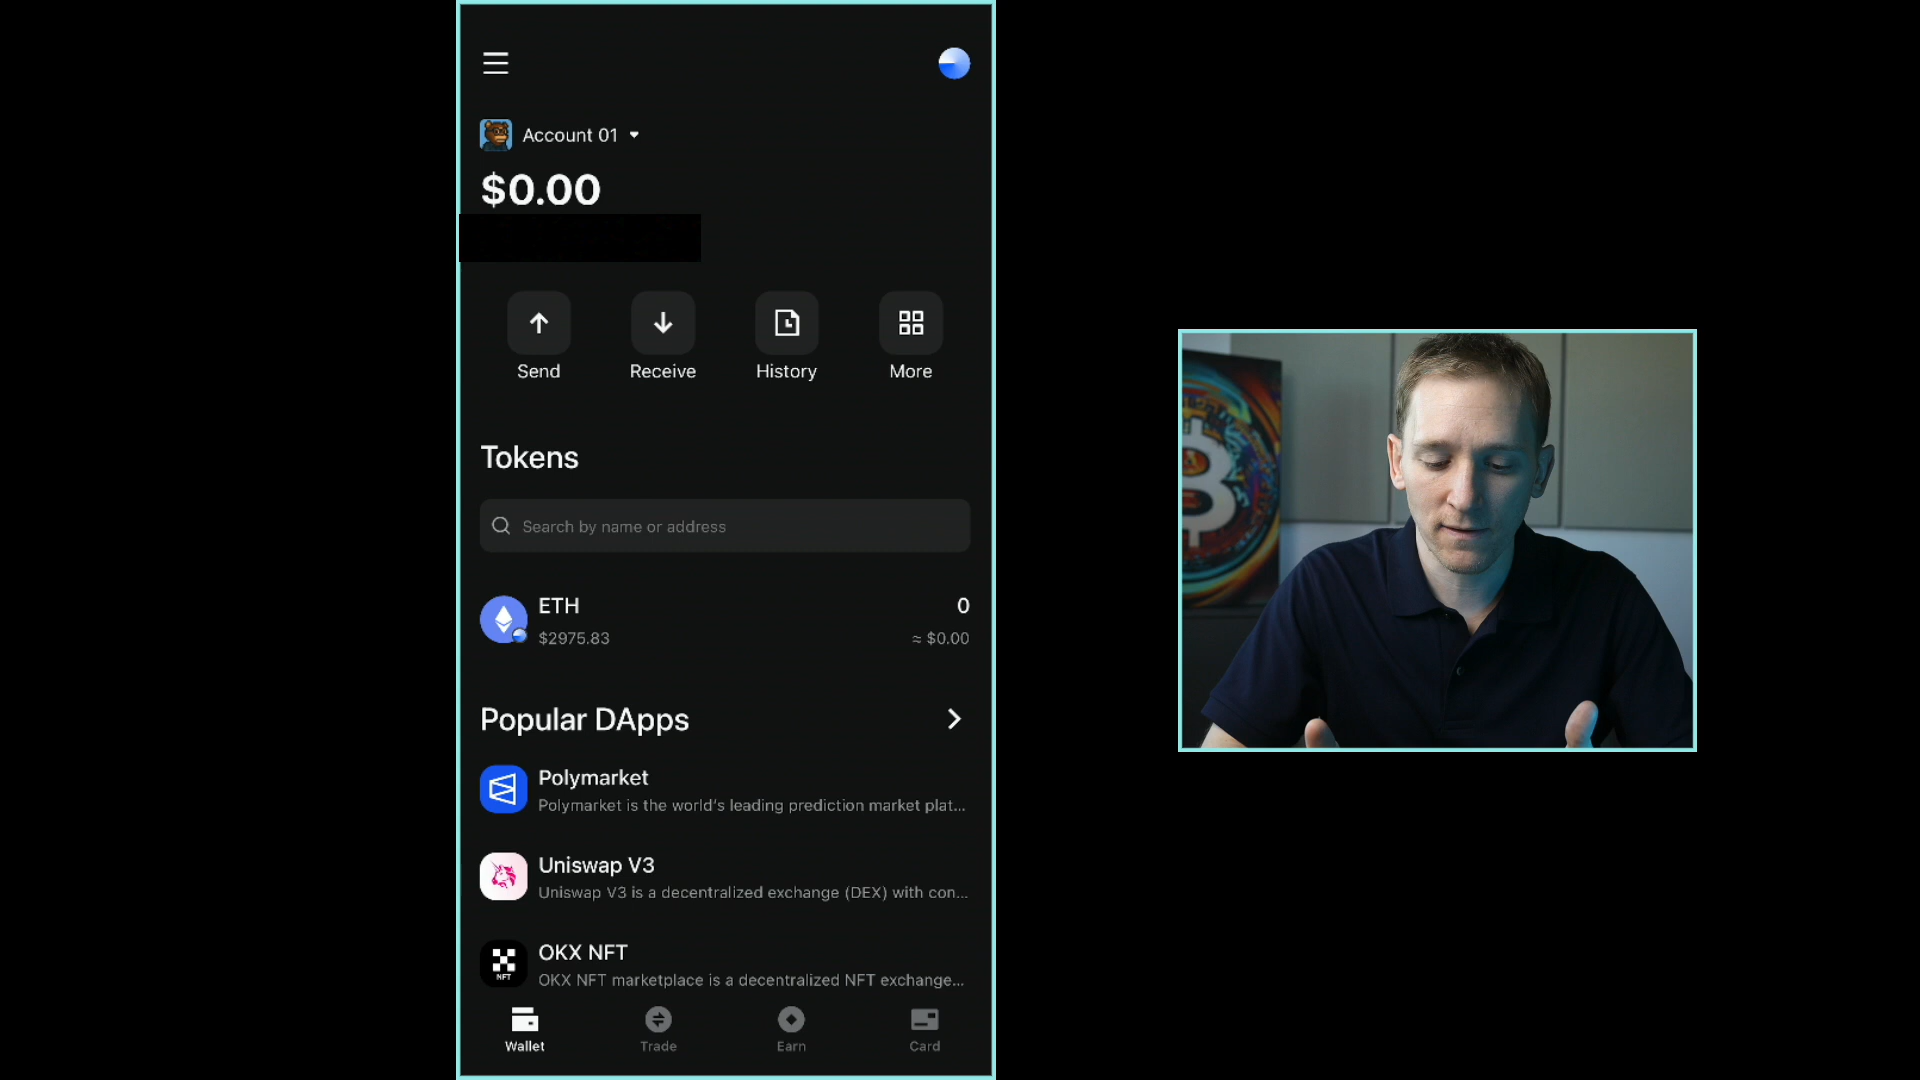 Account 01
$0.00
Send
Receive
History
More
Tokens
Search by name or address
ETH
0
$2975.83
≈ $0.00
Popular DApps
Polymarket
Polymarket is the world's leading prediction market plat...
Uniswap V3
Uniswap V3 is a decentralized exchange (DEX) with con...
NFT
OKX NFT
OKX NFT marketplace is a decentralized NFT exchange...
Wallet
Trade
Earn
Card